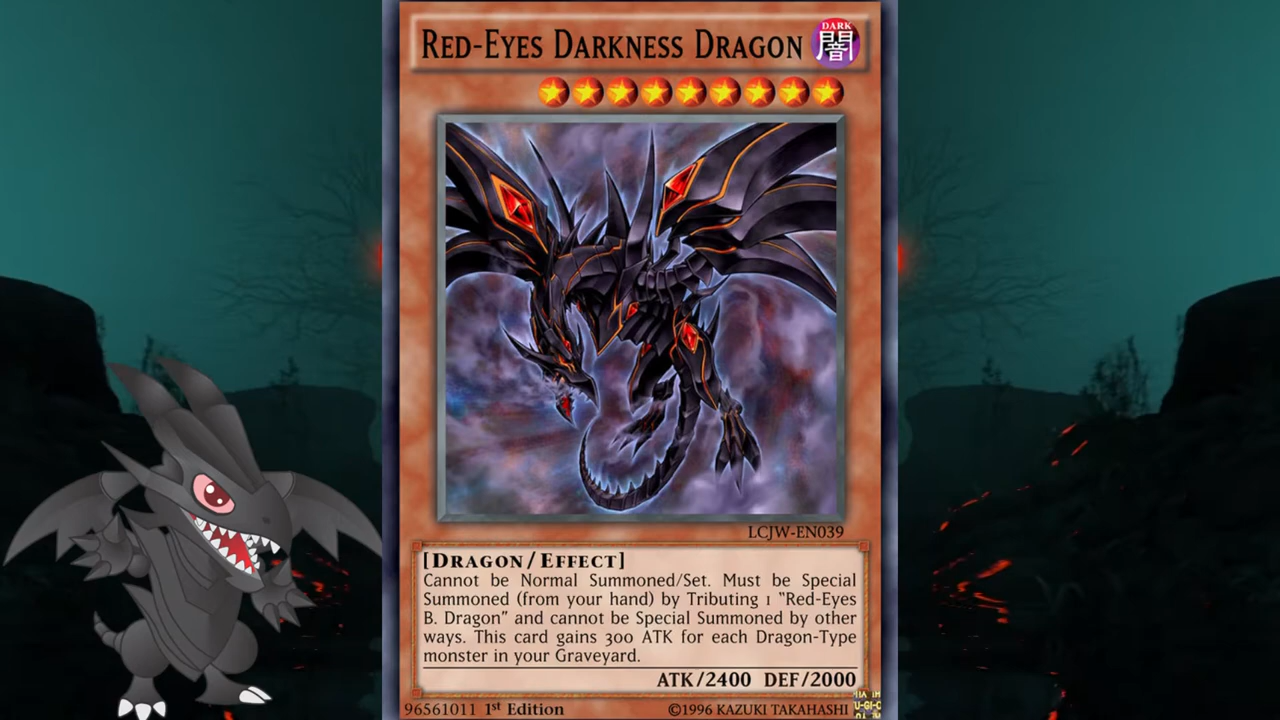 Red-Eyes Darkness Dragon
DARK
闇
LCJW-EN039
[Dragon/Effect]
Cannot be Normal Summoned/Set. Must be Special
Summoned (from your hand) by Tributing 1 "Red-Eyes
B. Dragon" and cannot be Special Summoned by other
ways. This card gains 300 ATK for each Dragon-Type
monster in your Graveyard.
ATK/2400 DEF/2000
96561011 1st Edition
©1996 KAZUKI TAKAHASHI